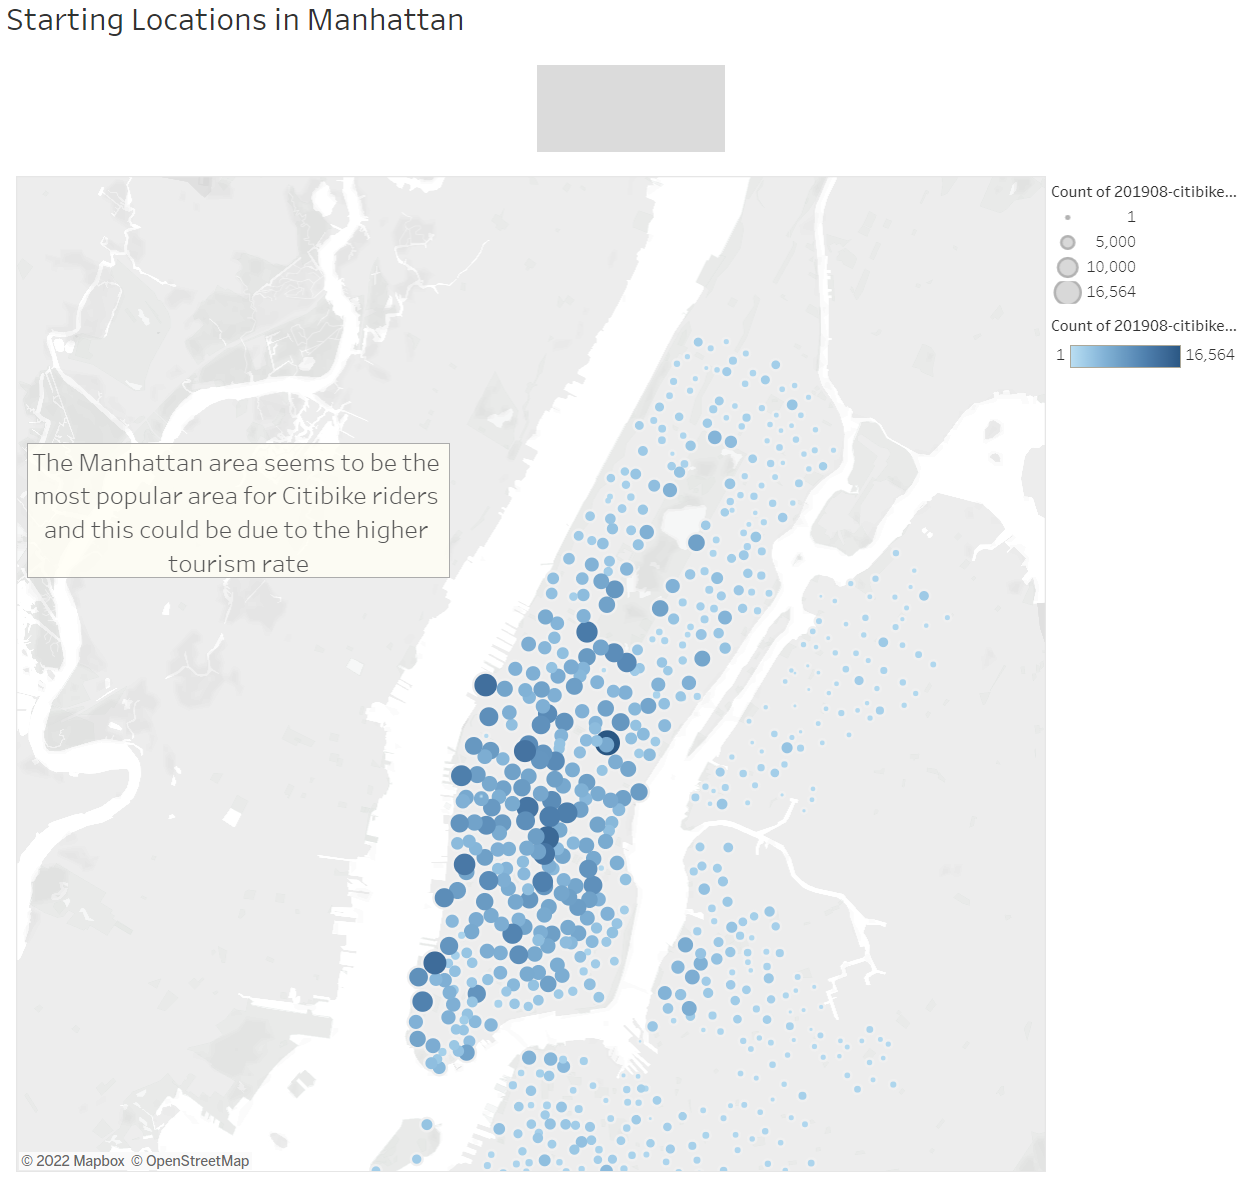 Starting Locations in Manhattan
Count of 201908-citibike...
1
5,000
10,000
16,564
Count of 201908-citibike...
1 16,564
The Manhattan area seems to be the
most popular area for Citibike riders
and this could be due to the higher
tourism rate
© 2022 Mapbox © OpenStreetMap